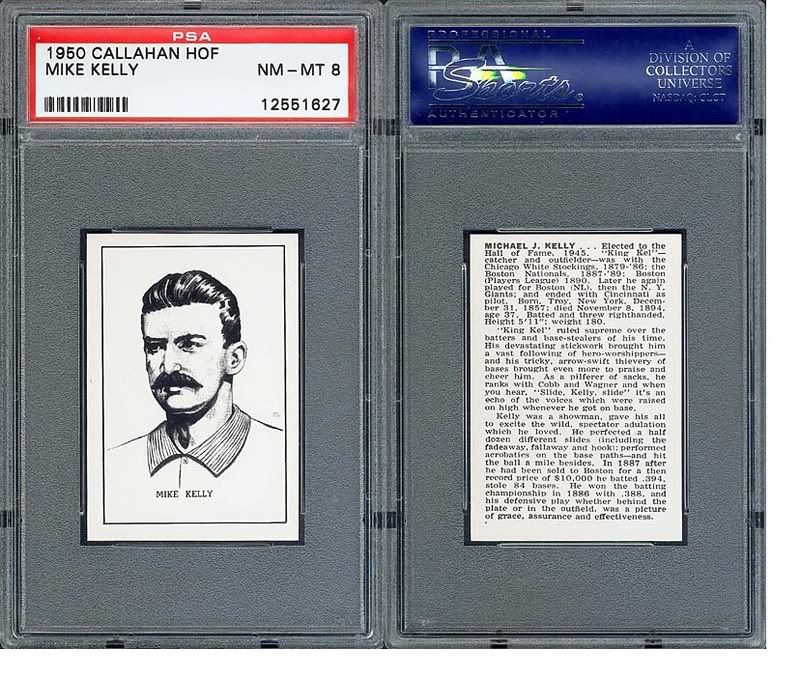 PSA
1950 CALLAHAN HOF
MIKE KELLY NM – MT 8
12551627
MIKE KELLY
PROFESSIONAL
PSA
Sports
AUTHENTICATOR
A
DIVISION OF
COLLECTORS
UNIVERSE
NASDAQ: CLCT
MICHAEL J. KELLY . . . Elected to the
Hall of Fame, 1945. "King Kel"—
catcher and outfielder—was with the
Chicago White Stockings, 1879-'86; the
Boston Nationals, 1887-'89; Boston
(Players League) 1890. Later he again
played for Boston (NL), then the N. Y.
Giants; and ended with Cincinnati as
pilot. Born, Troy, New York, Decem-
ber 31, 1857; died November 8, 1894,
age 37. Batted and threw righthanded.
Height 5'11"; weight 180.
"King Kel" ruled supreme over the
batters and base-stealers of his time.
His devastating stickwork brought him
a vast following of hero-worshippers—
and his tricky, arrow-swift thievery of
bases brought even more to praise and
cheer him. As a pilferer of sacks, he
ranks with Cobb and Wagner and when
you hear, "Slide, Kelly, slide" it's an
echo of the voices which were raised
on high whenever he got on base.
Kelly was a showman, gave his all
to excite the wild, spectator adulation
which he loved. He perfected a half
dozen different slides (including the
fadeaway, fallaway and hook); performed
acrobatics on the base paths—and hit
the ball a mile besides. In 1887 after
he had been sold to Boston for a then
record price of $10,000 he batted .394,
stole 84 bases. He won the batting
championship in 1886 with .388, and
his defensive play whether behind the
plate or in the outfield, was a picture
of grace, assurance and effectiveness.